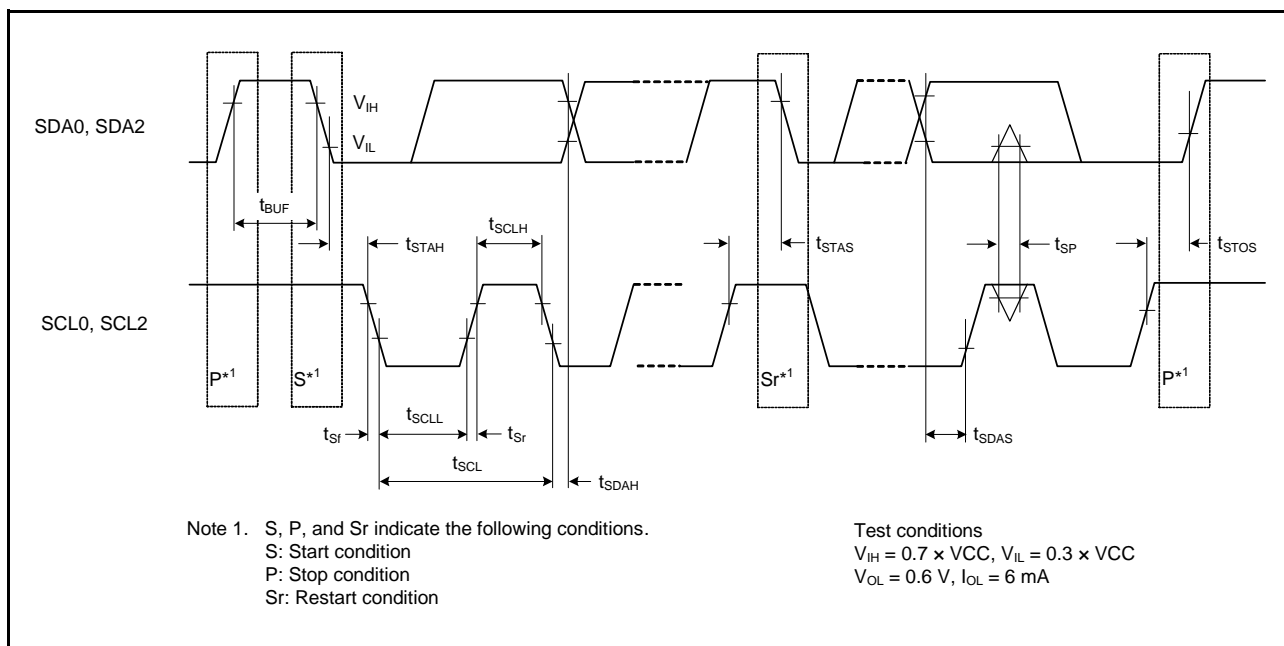 SDA0, SDA2
V_IH
V_IL
t_BUF
t_STAH
t_SCLH
t_STAS
t_SP
t_STOS
SCL0, SCL2
P*1
S*1
Sr*1
P*1
t_Sf
t_SCLL
t_Sr
t_SCL
t_SDAH
t_SDAS
Note 1. S, P, and Sr indicate the following conditions.
S: Start condition
P: Stop condition
Sr: Restart condition
Test conditions
V_IH = 0.7 × VCC, V_IL = 0.3 × VCC
V_OL = 0.6 V, I_OL = 6 mA